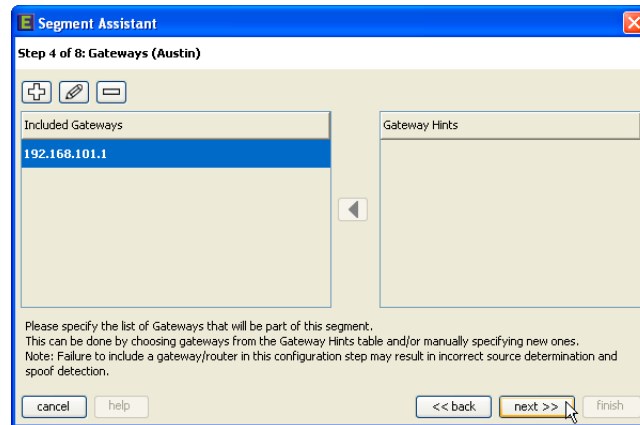 E Segment Assistant
Step 4 of 8: Gateways (Austin)
Included Gateways
Gateway Hints
192.168.101.1
Please specify the list of Gateways that will be part of this segment.
This can be done by choosing gateways from the Gateway Hints table and/or manually specifying new ones.
Note: Failure to include a gateway/router in this configuration step may result in incorrect source determination and
spoof detection.
cancel help << back next >> finish